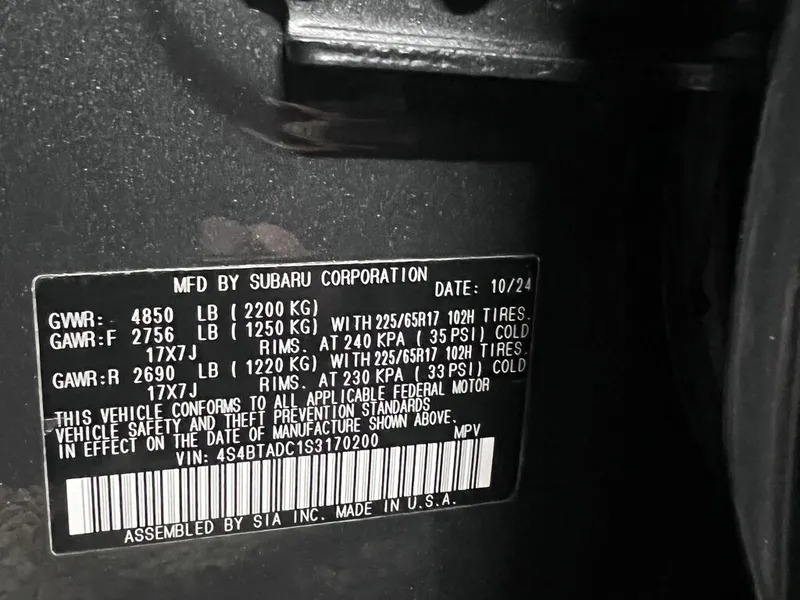 MFD BY SUBARU CORPORATION
DATE: 10/24
GVWR: 4850 LB (2200 KG)
GAWR:F 2756 LB (1250 KG) WITH 225/65R17 102H TIRES.
17X7J RIMS. AT 240 KPA (35 PSI) COLD
GAWR:R 2690 LB (1220 KG) WITH 225/65R17 102H TIRES.
17X7J RIMS. AT 230 KPA (33 PSI) COLD
THIS VEHICLE CONFORMS TO ALL APPLICABLE FEDERAL MOTOR
VEHICLE SAFETY AND THEFT PREVENTION STANDARDS
IN EFFECT ON THE DATE OF MANUFACTURE SHOWN ABOVE.
VIN: 4S4BTADC1S3170200 MPV
ASSEMBLED BY SIA INC. MADE IN U.S.A.